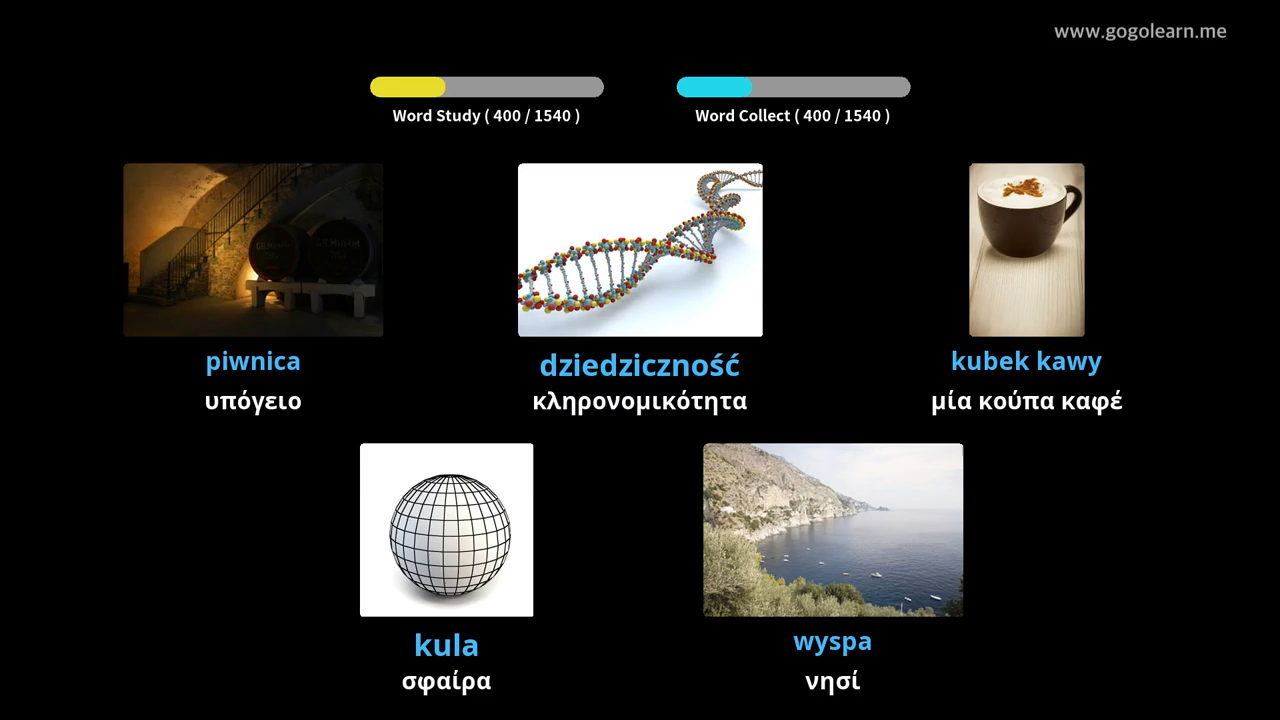 www.gogolearn.me
Word Study ( 400 / 1540 )
Word Collect ( 400 / 1540 )
piwnica
υπόγειο
dziedziczność
κληρονομικότητα
kubek kawy
μία κούπα καφέ
kula
σφαίρα
wyspa
νησί